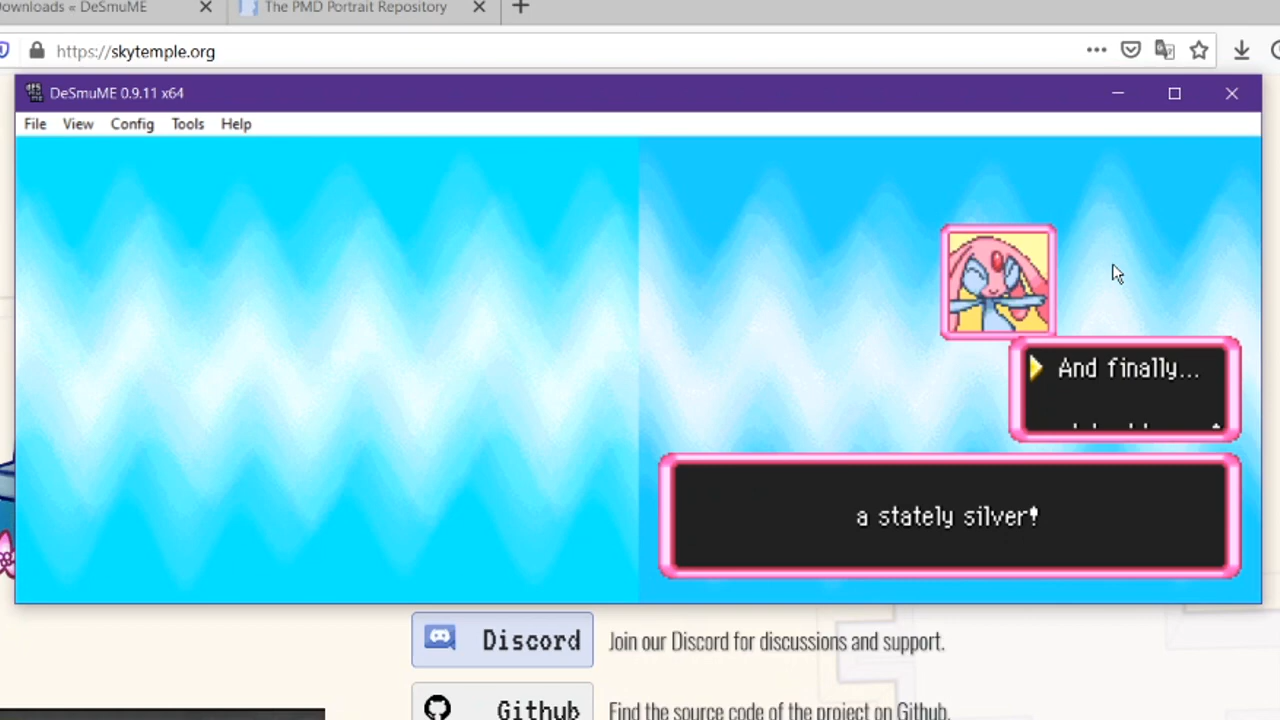 ownloads « DeSmuME
The PMD Portrait Repository
https://skytemple.org
DeSmuME 0.9.11 x64
File View Config Tools Help
And finally...
a stately silver!
Discord
Join our Discord for discussions and support.
Github
Find the source code of the project on Github.